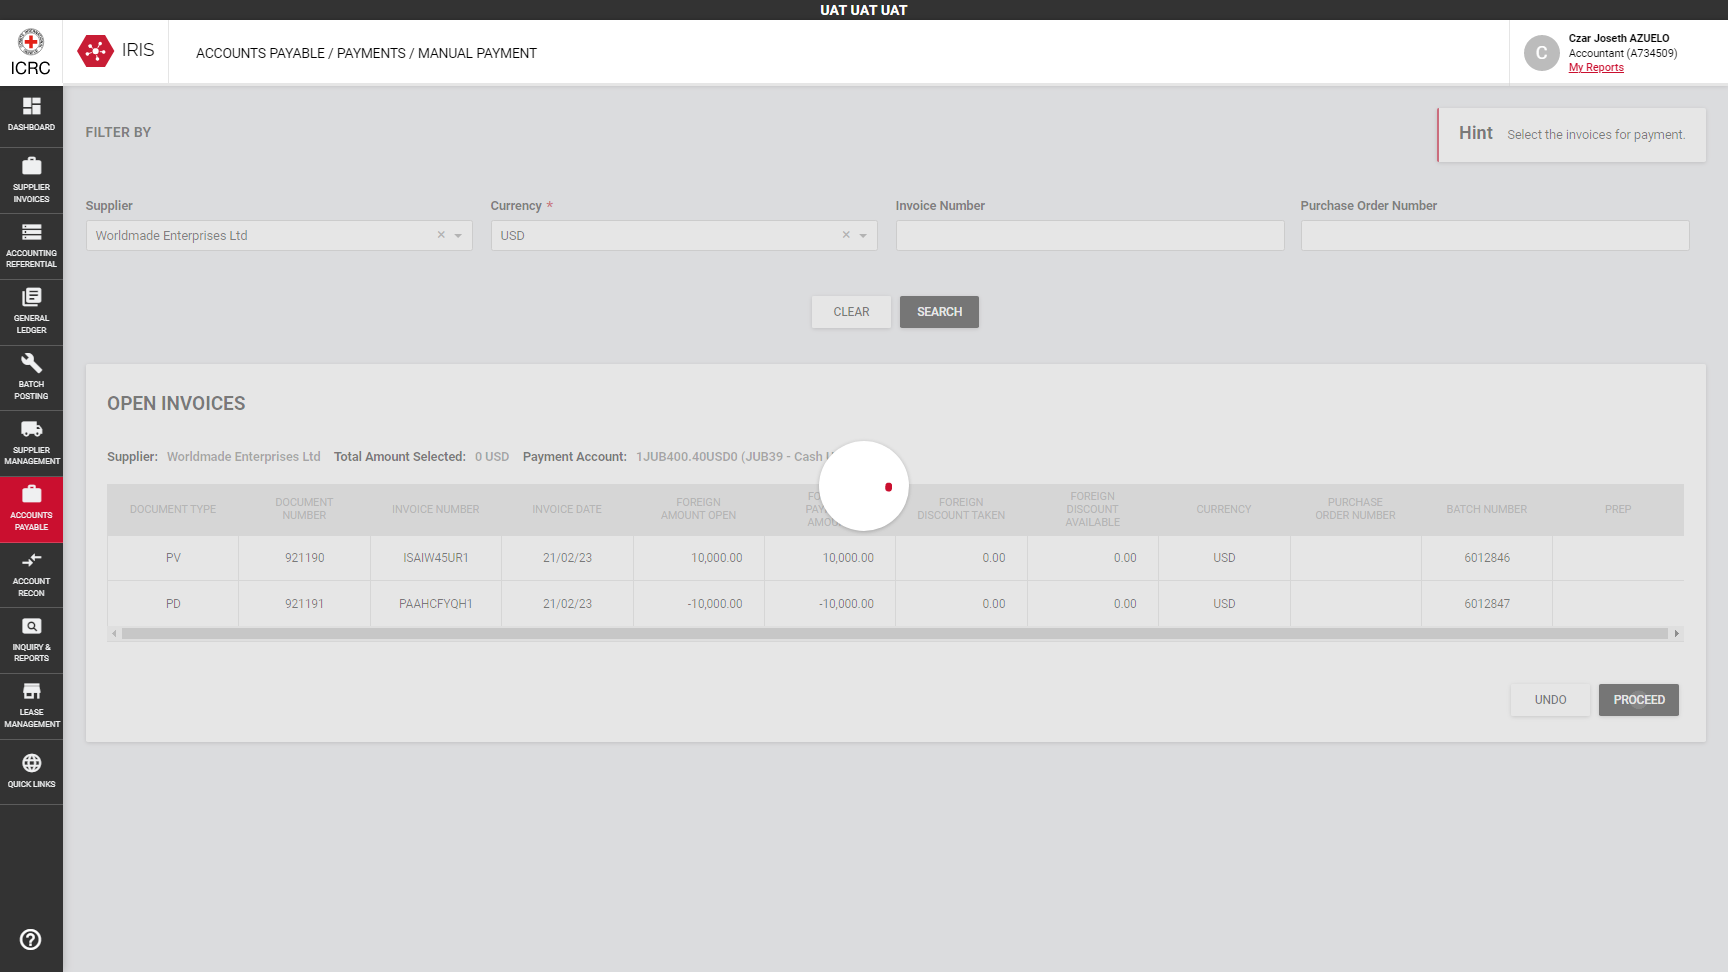 UAT UAT UAT
ICRC
IRIS
ACCOUNTS PAYABLE / PAYMENTS / MANUAL PAYMENT
C
Czar Joseth AZUELO
Accountant (A734509)
My Reports
DASHBOARD
SUPPLIER
INVOICES
ACCOUNTING
REFERENTIAL
GENERAL
LEDGER
BATCH
POSTING
SUPPLIER
MANAGEMENT
ACCOUNTS
PAYABLE
ACCOUNT
RECON
INQUIRY &
REPORTS
LEASE
MANAGEMENT
QUICK LINKS
FILTER BY
Hint Select the invoices for payment.
Supplier Currency * Invoice Number Purchase Order Number
Worldmade Enterprises Ltd × USD ×
CLEAR SEARCH
OPEN INVOICES
Supplier: Worldmade Enterprises Ltd Total Amount Selected: 0 USD Payment Account: 1JUB400.40USD0 (JUB39 - Cash
DOCUMENT TYPE DOCUMENT NUMBER INVOICE NUMBER INVOICE DATE FOREIGN AMOUNT OPEN FOREIGN DISCOUNT TAKEN FOREIGN DISCOUNT AVAILABLE CURRENCY PURCHASE ORDER NUMBER BATCH NUMBER PREP
PV 921190 ISAIW45UR1 21/02/23 10,000.00 10,000.00 0.00 0.00 USD 6012846
PD 921191 PAAHCFYQH1 21/02/23 -10,000.00 -10,000.00 0.00 0.00 USD 6012847
UNDO PROCEED